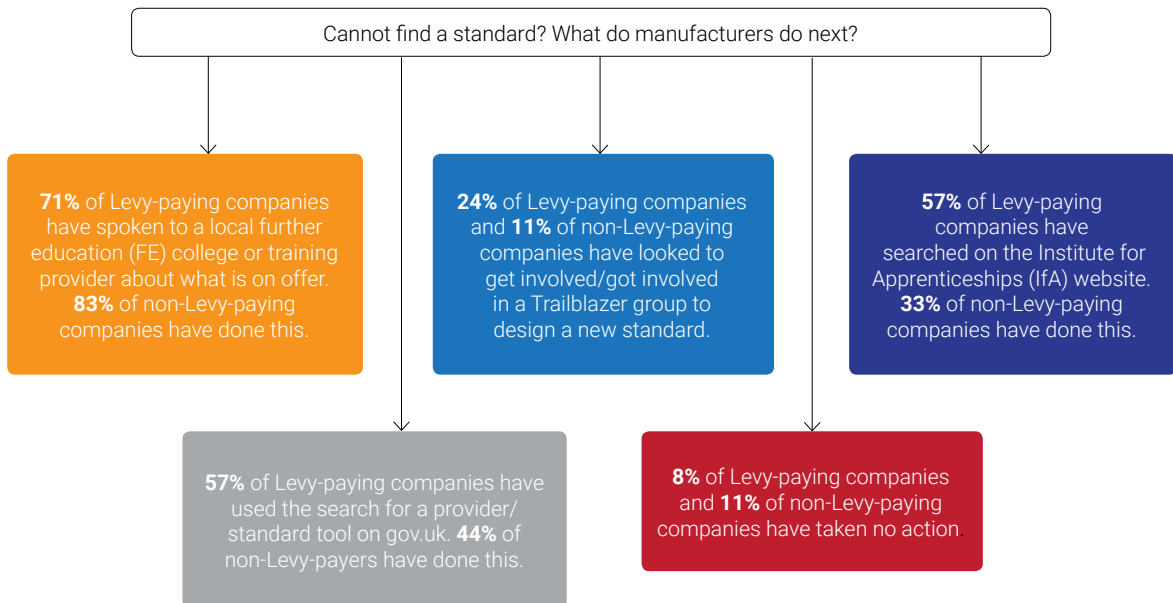 Cannot find a standard? What do manufacturers do next?
71% of Levy-paying companies
have spoken to a local further
education (FE) college or training
provider about what is on offer.
83% of non-Levy-paying
companies have done this.
24% of Levy-paying companies
and 11% of non-Levy-paying
companies have looked to
get involved/got involved
in a Trailblazer group to
design a new standard.
57% of Levy-paying
companies have
searched on the Institute for
Apprenticeships (IfA) website.
33% of non-Levy-paying
companies have done this.
57% of Levy-paying companies have
used the search for a provider/
standard tool on gov.uk. 44% of
non-Levy-payers have done this.
8% of Levy-paying companies
and 11% of non-Levy-paying
companies have taken no action.